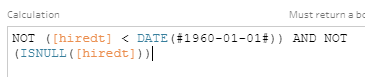 Calculation
Must return a bo
NOT ([hiredt] < DATE(#1960-01-01#)) AND NOT
(ISNULL([hiredt]))